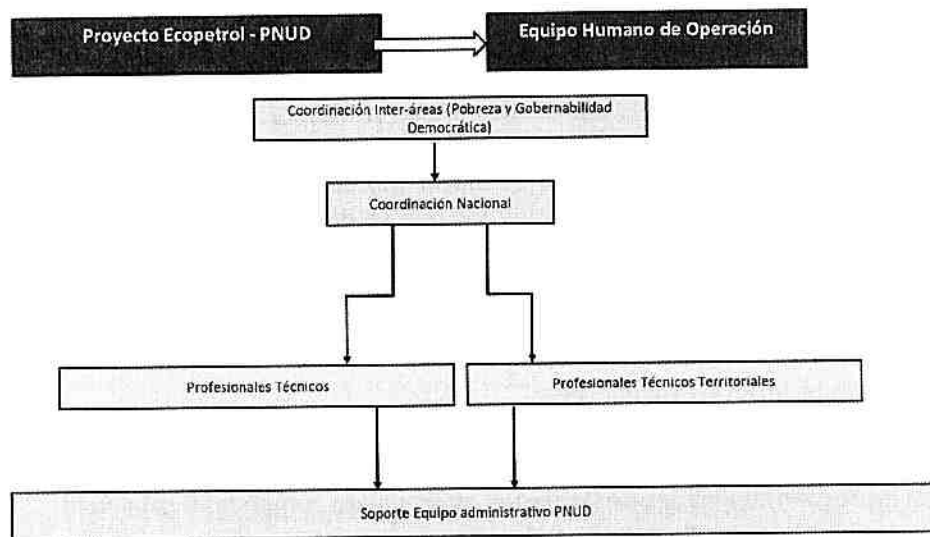 Proyecto Ecopetrol - PNUD
Equipo Humano de Operación
Coordinación Inter-áreas (Pobreza y Gobernabilidad
Democrática)
Coordinación Nacional
Profesionales Técnicos
Profesionales Técnicos Territoriales
Soporte Equipo administrativo PNUD